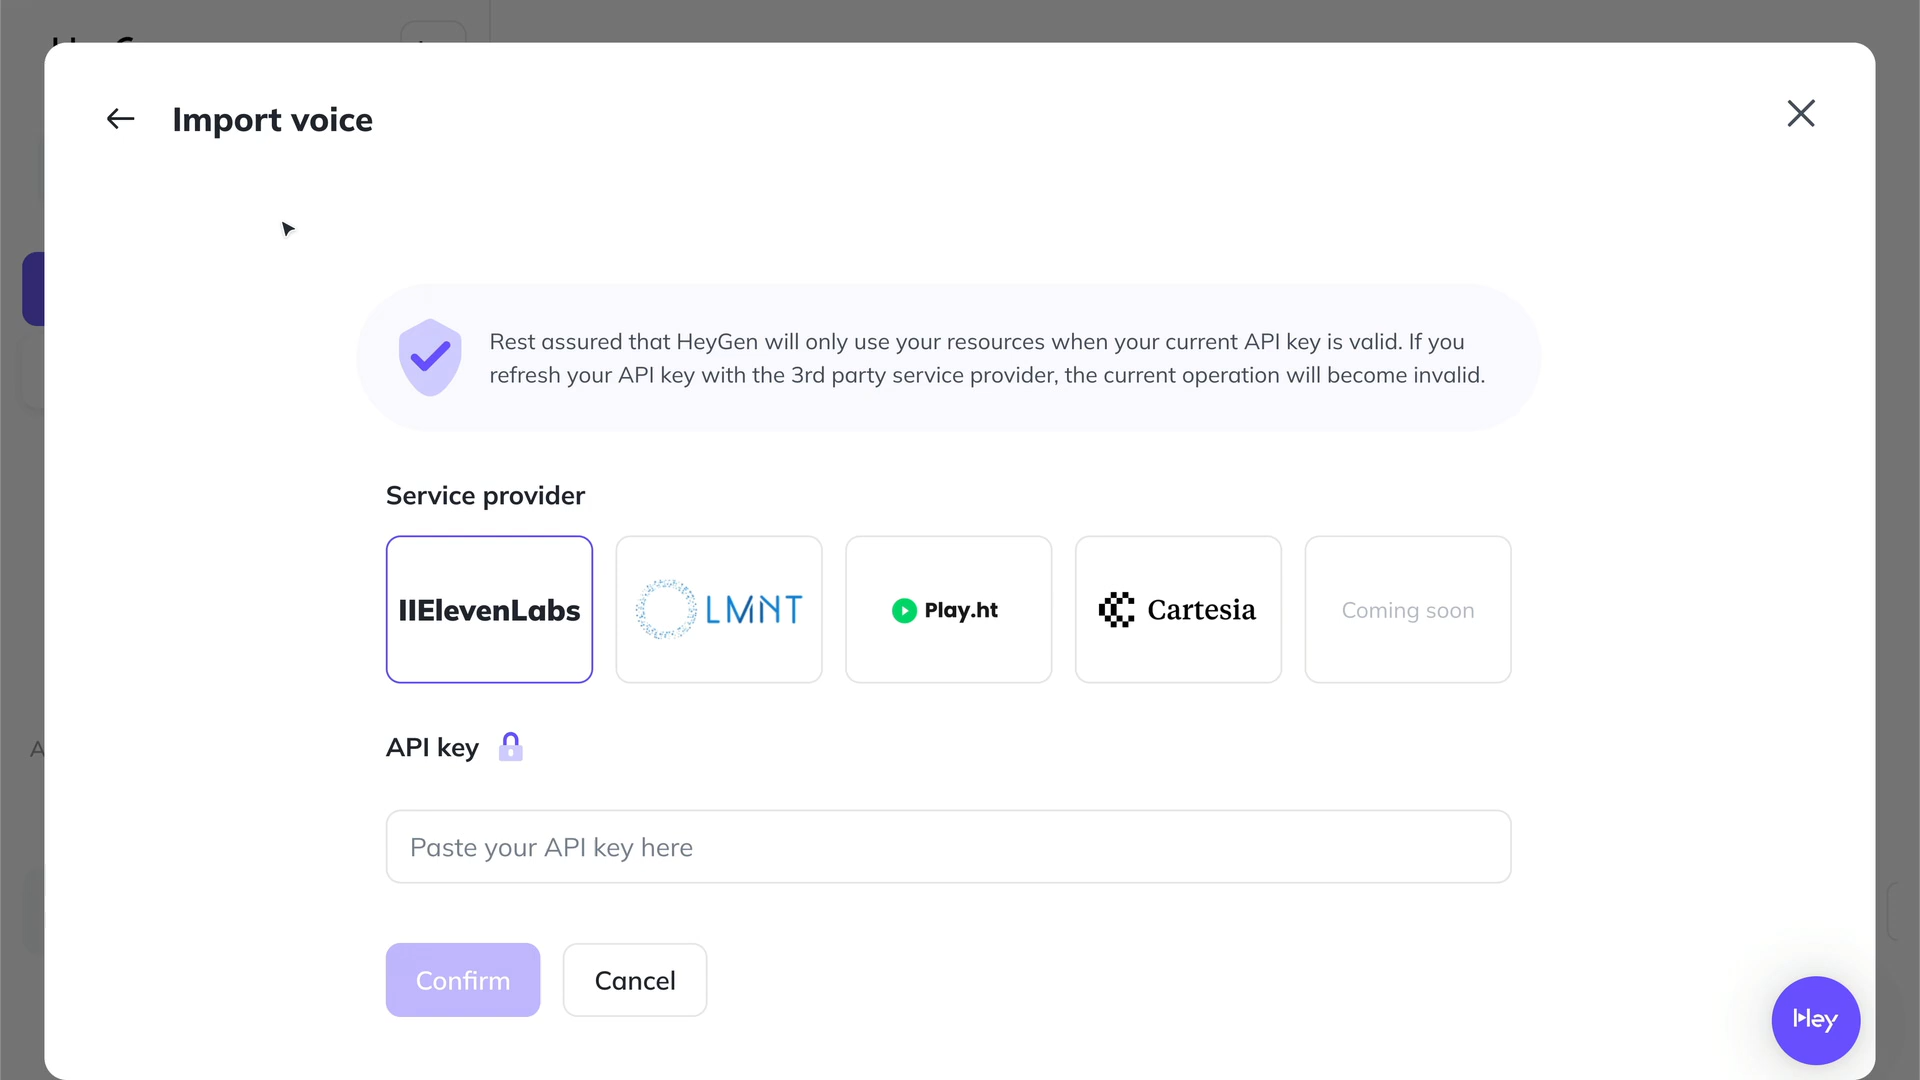 Import voice
Rest assured that HeyGen will only use your resources when your current API key is valid. If you
refresh your API key with the 3rd party service provider, the current operation will become invalid.
Service provider
IIElevenLabs
LMNT
Play.ht
Cartesia
Coming soon
API key
Paste your API key here
Confirm
Cancel
Hey